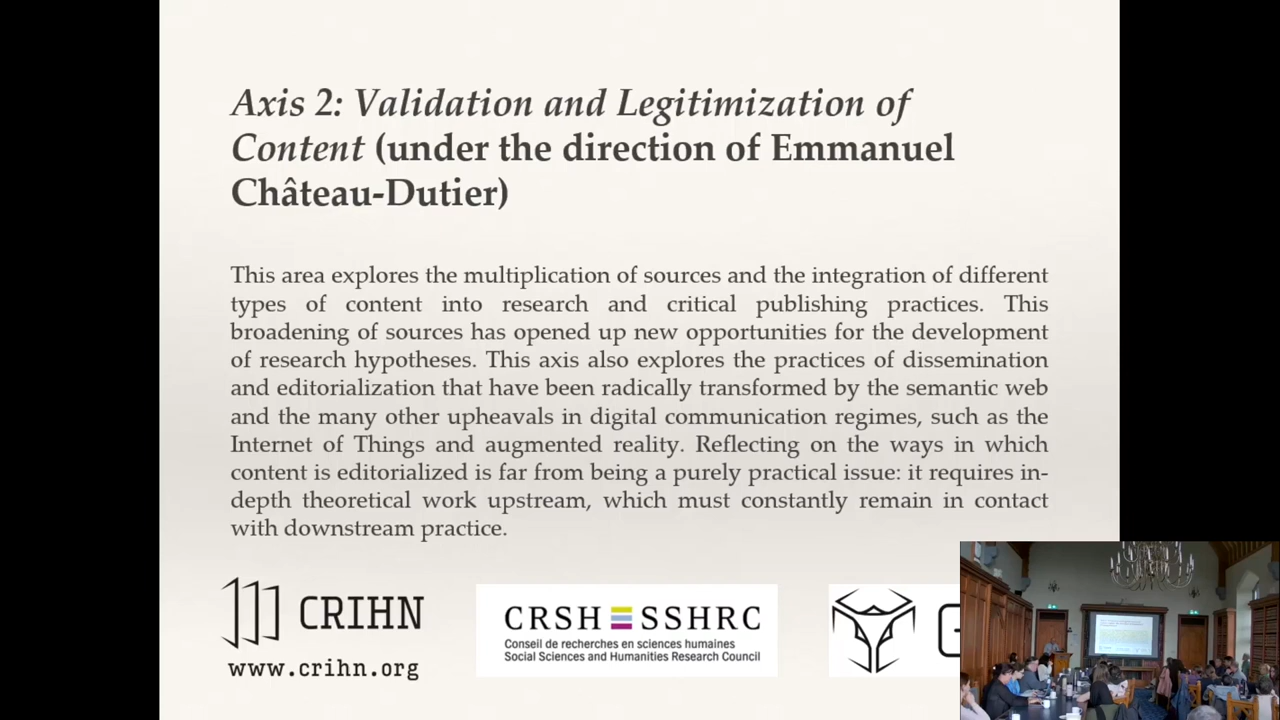 Axis 2: Validation and Legitimization of
Content (under the direction of Emmanuel
Château-Dutier)
This area explores the multiplication of sources and the integration of different
types of content into research and critical publishing practices. This
broadening of sources has opened up new opportunities for the development
of research hypotheses. This axis also explores the practices of dissemination
and editorialization that have been radically transformed by the semantic web
and the many other upheavals in digital communication regimes, such as the
Internet of Things and augmented reality. Reflecting on the ways in which
content is editorialized is far from being a purely practical issue: it requires in-
depth theoretical work upstream, which must constantly remain in contact
with downstream practice.
CRIHN
www.crihn.org
CRSH SSHRC
Conseil de recherches en sciences humaines
Social Sciences and Humanities Research Council